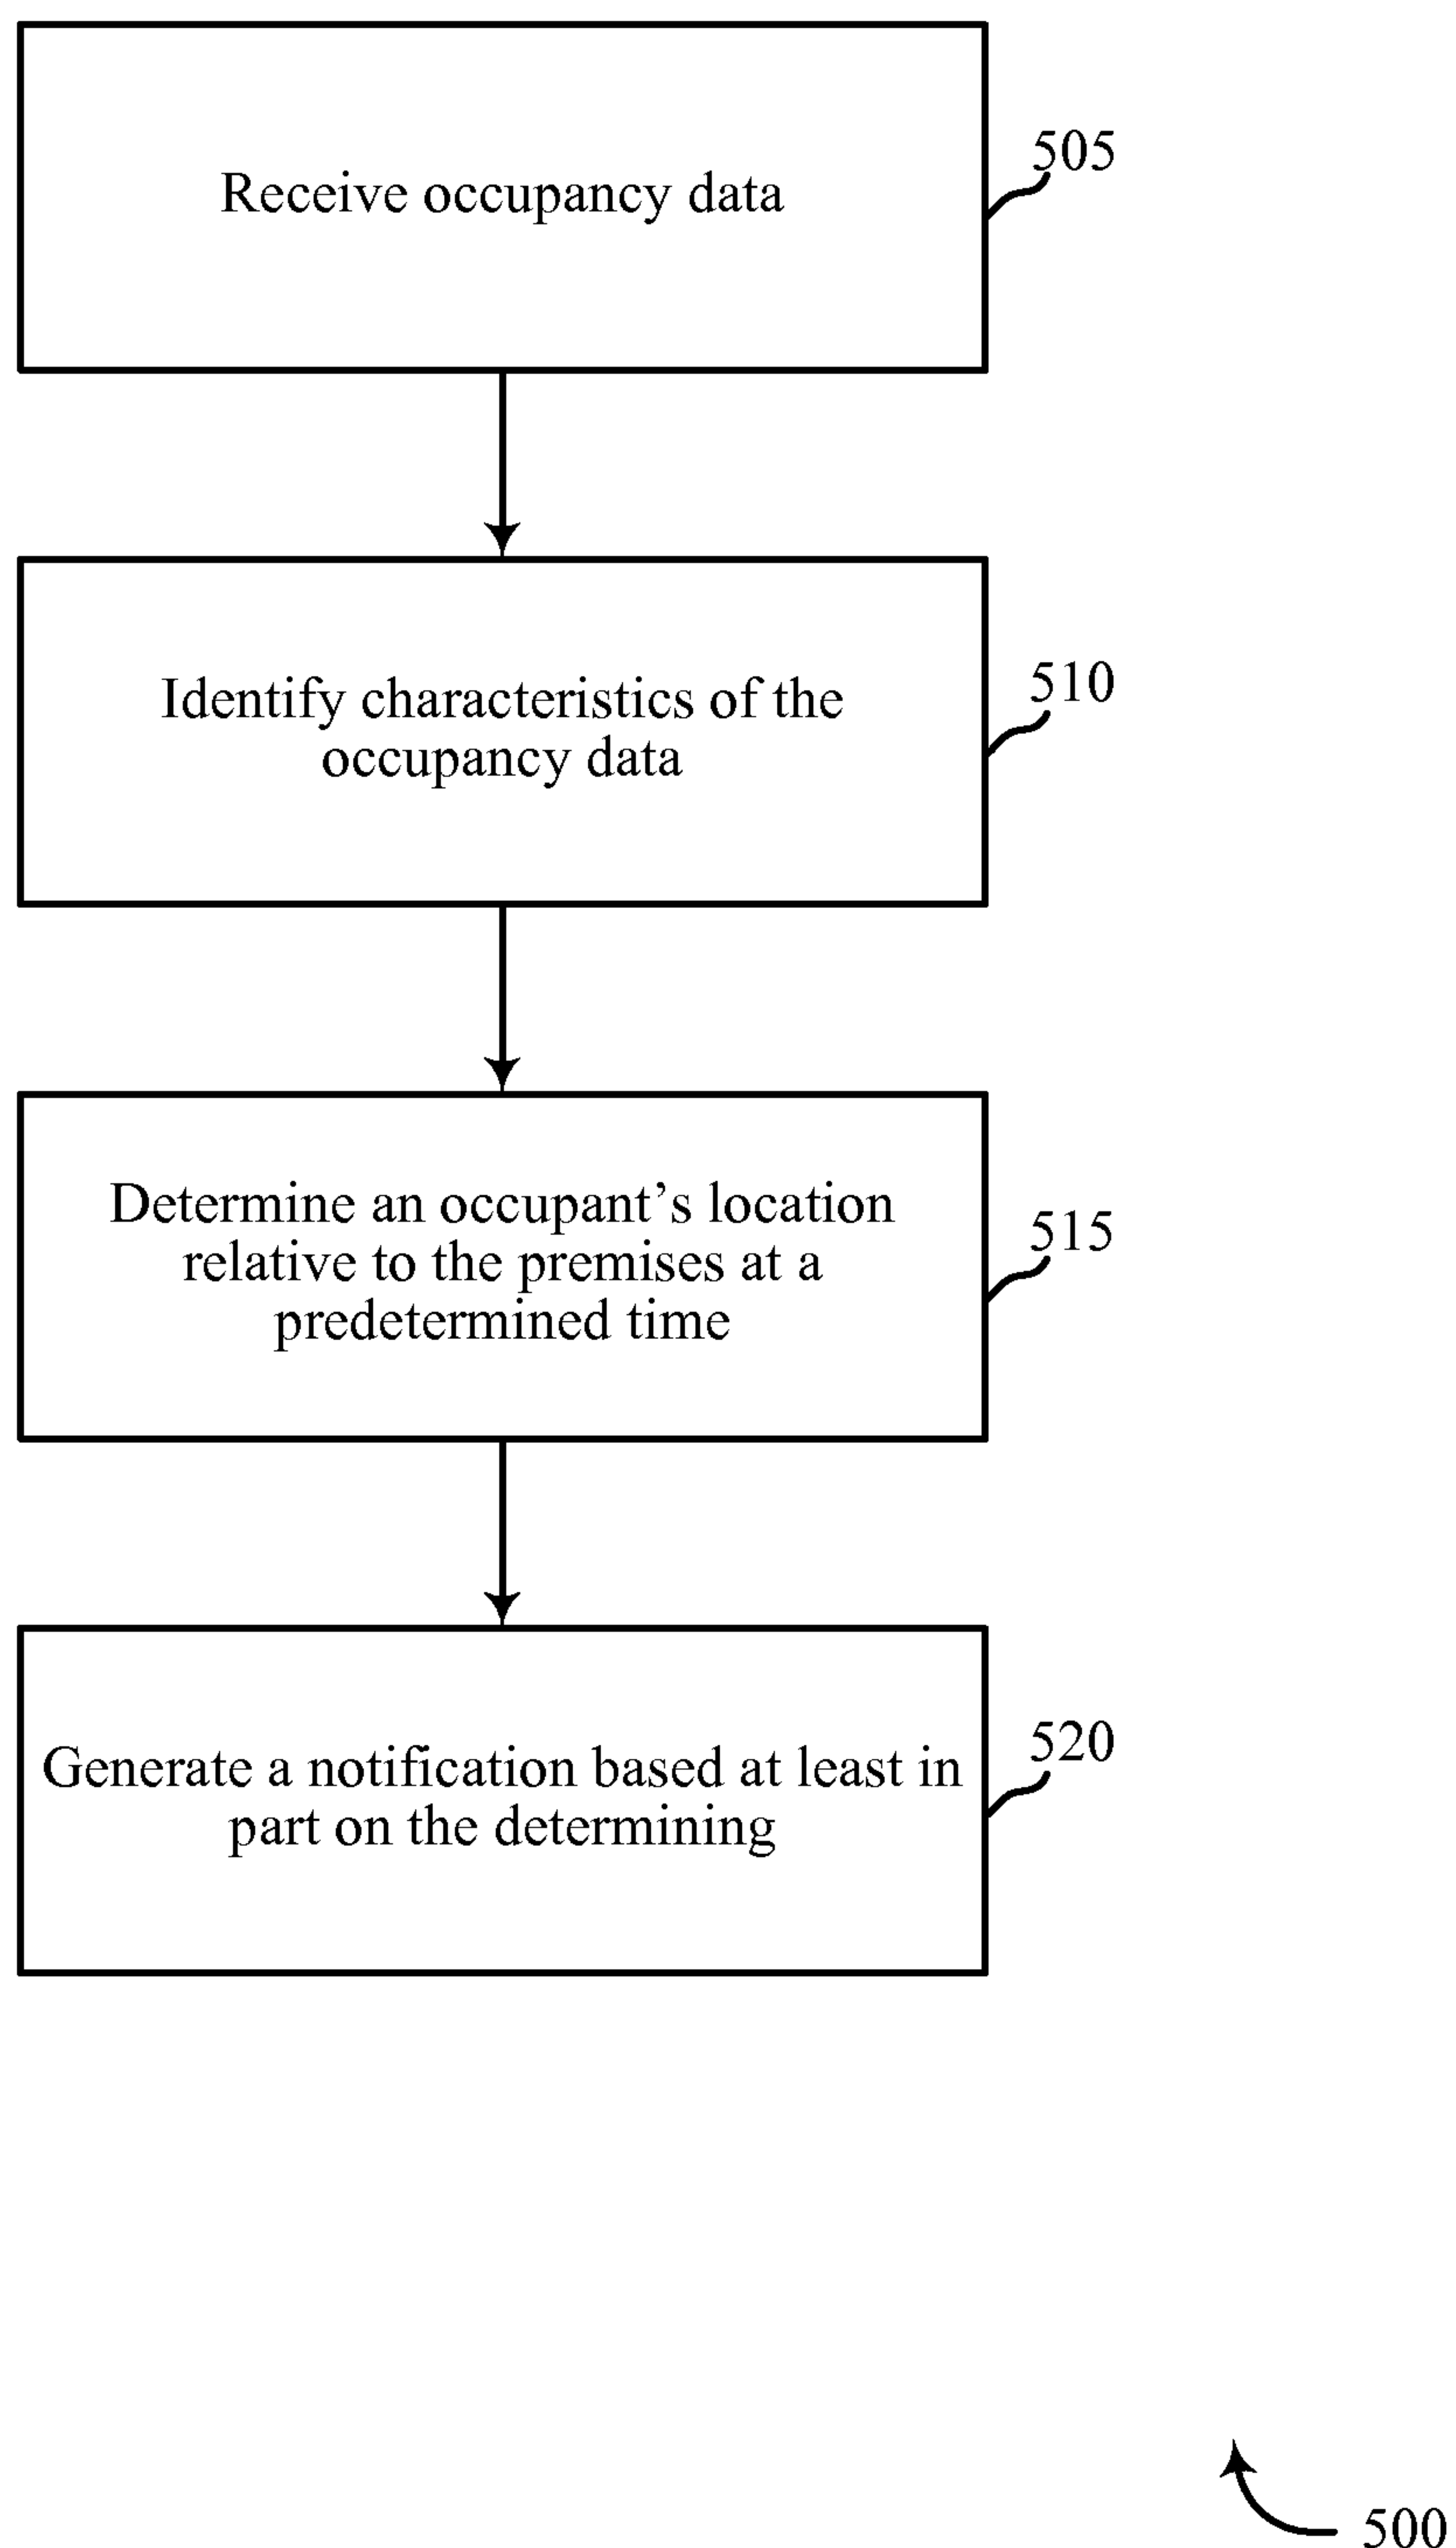 Receive occupancy data
505
Identify characteristics of the
occupancy data
510
Determine an occupant’s location
relative to the premises at a
predetermined time
515
Generate a notification based at least in
part on the determining
520
500